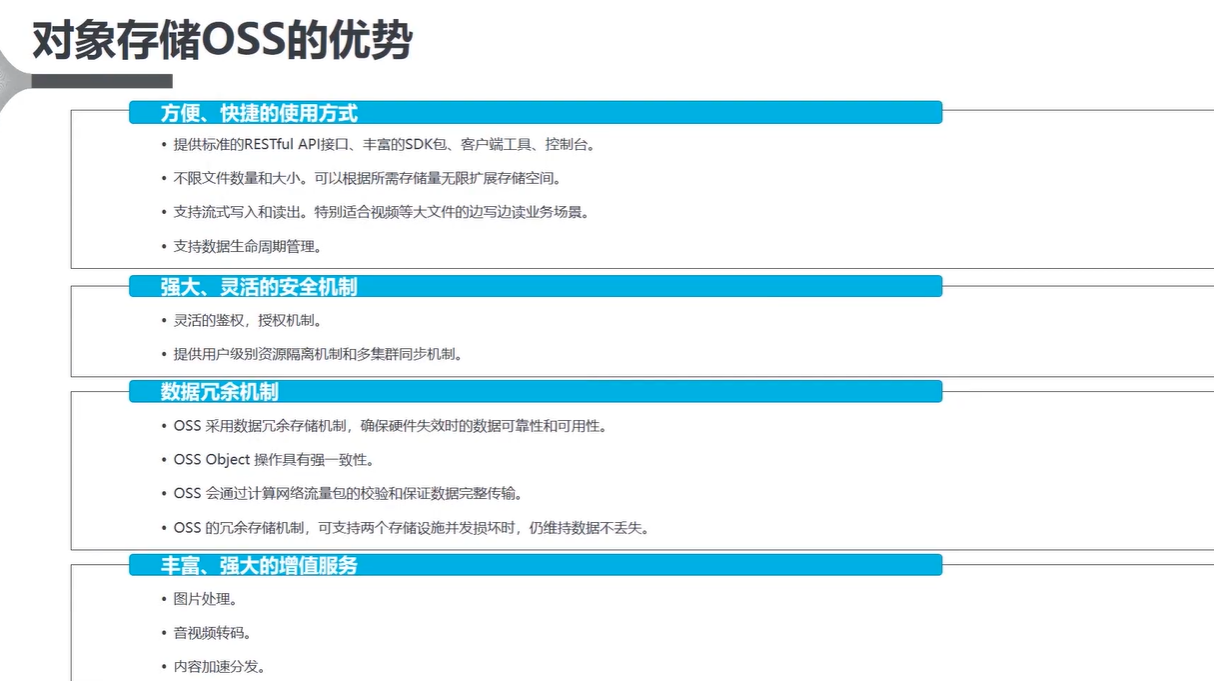 对象存储OSS的优势
方便、快捷的使用方式
• 提供标准的RESTful API接口、丰富的SDK包、客户端工具、控制台。
• 不限文件数量和大小。可以根据所需存储量无限扩展存储空间。
• 支持流式写入和读出。特别适合视频等大文件的边写边读业务场景。
• 支持数据生命周期管理。
强大、灵活的安全机制
• 灵活的鉴权，授权机制。
• 提供用户级别资源隔离机制和多集群同步机制。
数据冗余机制
• OSS 采用数据冗余存储机制，确保硬件失效时的数据可靠性和可用性。
• OSS Object 操作具有强一致性。
• OSS 会通过计算网络流量包的校验和保证数据完整传输。
• OSS 的冗余存储机制，可支持两个存储设施并发损坏时，仍维持数据不丢失。
丰富、强大的增值服务
• 图片处理。
• 音视频转码。
• 内容加速分发。